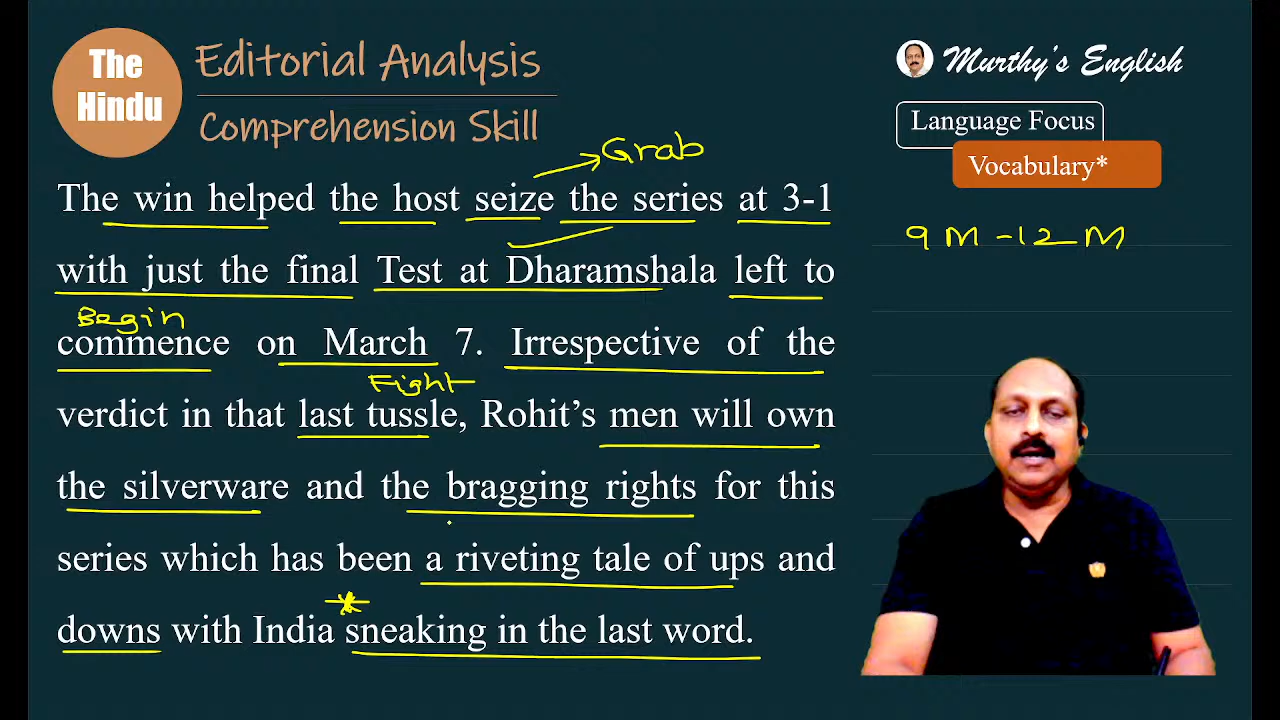 The
Hindu
Editorial Analysis
Comprehension Skill
Murthy's English
Language Focus
Vocabulary*
9 M - 12 M
Grab
The win helped the host seize the series at 3-1
with just the final Test at Dharamshala left to
Begin
commence on March 7. Irrespective of the
Fight
verdict in that last tussle, Rohit's men will own
the silverware and the bragging rights for this
series which has been a riveting tale of ups and
downs with India *sneaking in the last word.